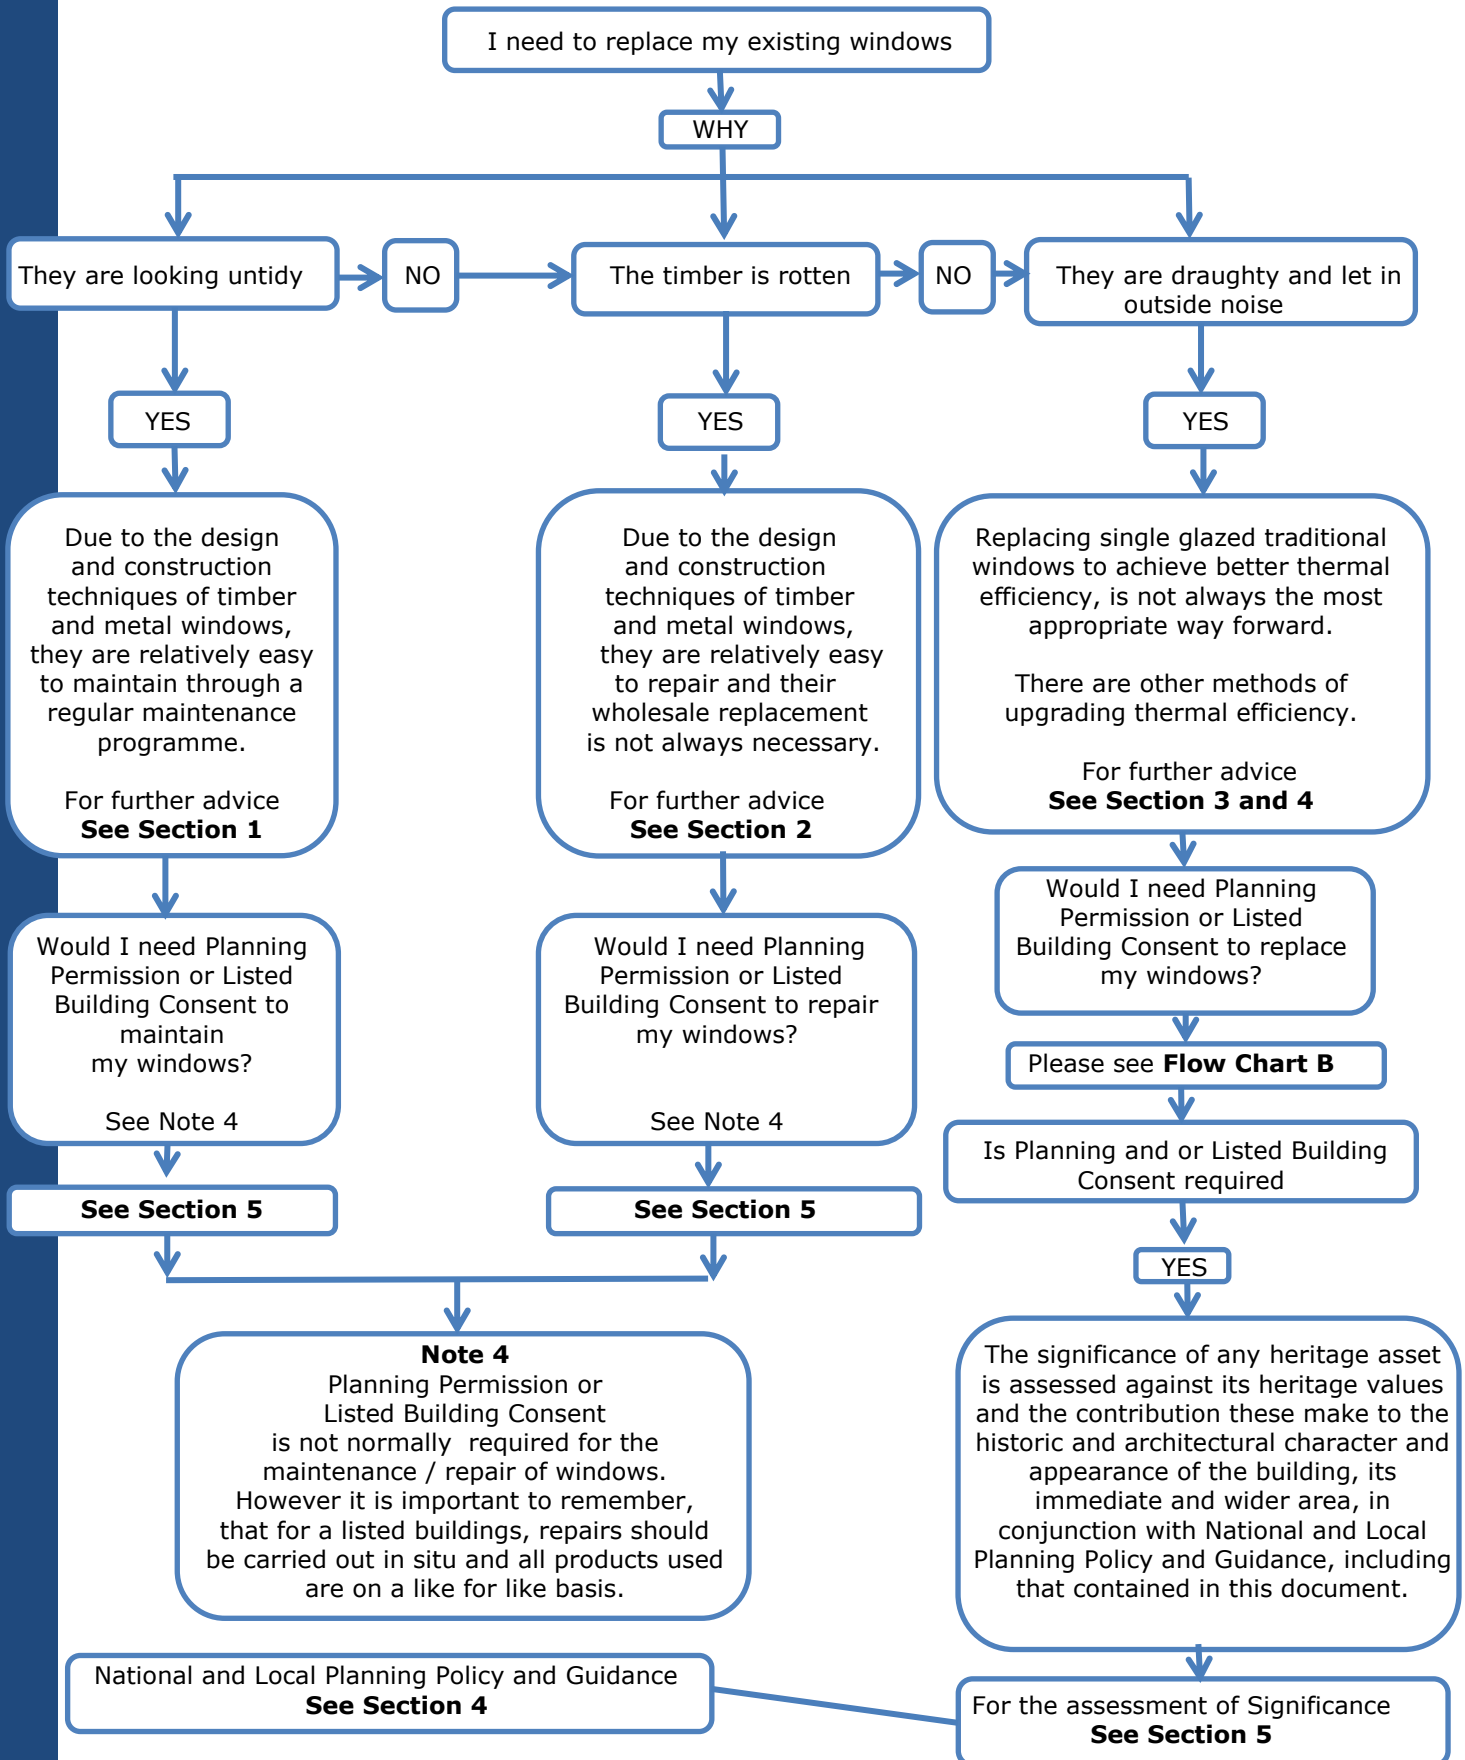 I need to replace my existing windows
WHY
They are looking untidy
NO
The timber is rotten
NO
They are draughty and let in
outside noise
YES
YES
YES
Due to the design
and construction
techniques of timber
and metal windows,
they are relatively easy
to maintain through a
regular maintenance
programme.
For further advice
See Section 1
Due to the design
and construction
techniques of timber
and metal windows,
they are relatively easy
to repair and their
wholesale replacement
is not always necessary.
For further advice
See Section 2
Replacing single glazed traditional
windows to achieve better thermal
efficiency, is not always the most
appropriate way forward.
There are other methods of
upgrading thermal efficiency.
For further advice
See Section 3 and 4
Would I need Planning
Permission or Listed
Building Consent to
maintain
my windows?
See Note 4
Would I need Planning
Permission or Listed
Building Consent to repair
my windows?
See Note 4
Would I need Planning
Permission or Listed
Building Consent to replace
my windows?
Please see Flow Chart B
Is Planning and or Listed Building
Consent required
See Section 5
See Section 5
YES
Note 4
Planning Permission or
Listed Building Consent
is not normally required for the
maintenance / repair of windows.
However it is important to remember,
that for a listed buildings, repairs should
be carried out in situ and all products used
are on a like for like basis.
The significance of any heritage asset
is assessed against its heritage values
and the contribution these make to the
historic and architectural character and
appearance of the building, its
immediate and wider area, in
conjunction with National and Local
Planning Policy and Guidance, including
that contained in this document.
National and Local Planning Policy and Guidance
See Section 4
For the assessment of Significance
See Section 5